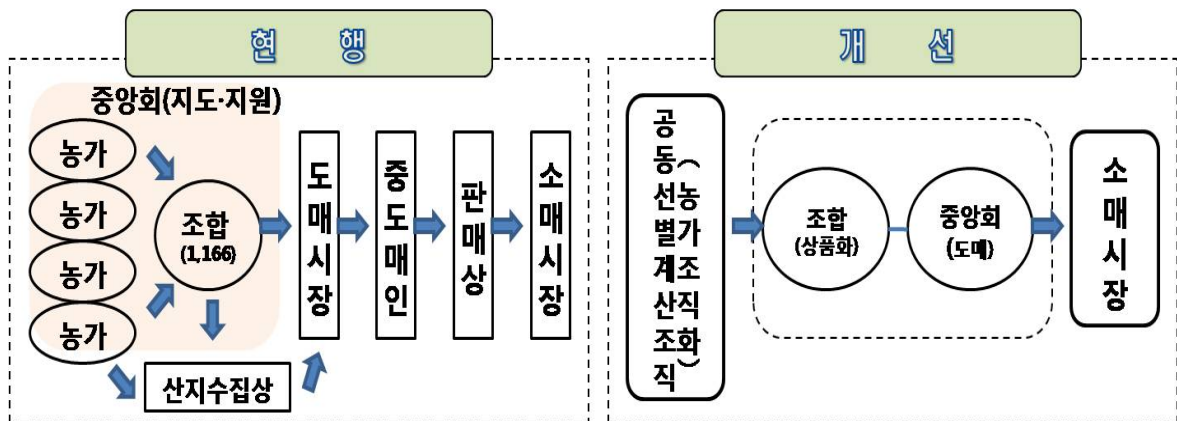 현 행
중앙회(지도·지원)
농가
농가
농가
농가
조합
(1,166)
산지수집상
도매시장
중도매인
판매상
소매시장
개 선
공동선별계산조직
(농가조직화)
조합
(상품화)
중앙회
(도매)
소매시장